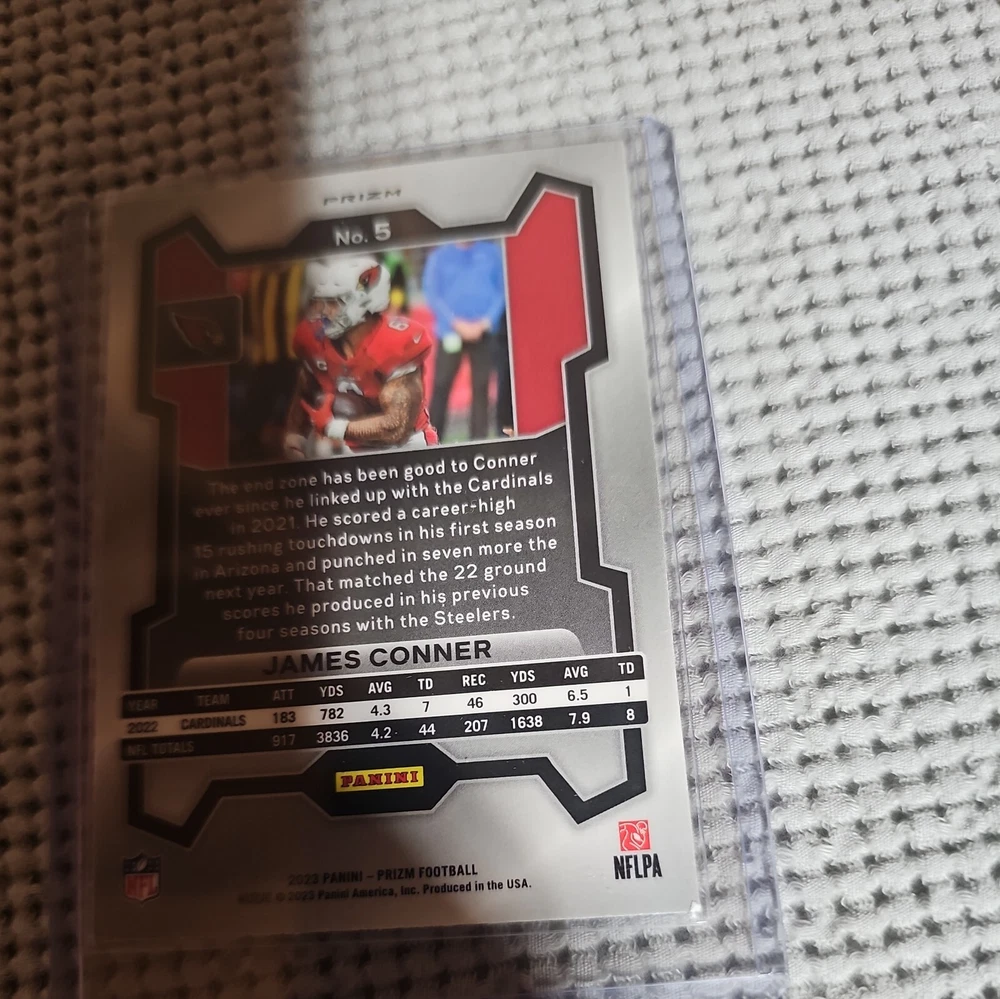 PRIZM
No. 5
The end zone has been good to Conner
ever since he linked up with the Cardinals
in 2021. He scored a career-high
15 rushing touchdowns in his first season
in Arizona and punched in seven more the
next year. That matched the 22 ground
scores he produced in his previous
four seasons with the Steelers.
JAMES CONNER
YEAR TEAM ATT YDS AVG TD REC YDS AVG TD
2022 CARDINALS 183 782 4.3 7 46 300 6.5 1
NFL TOTALS 917 3836 4.2 44 207 1638 7.9 8
PANINI
NFL
NFLPA
2023 PANINI – PRIZM FOOTBALL
© 2023 Panini America, Inc. Produced in the USA.